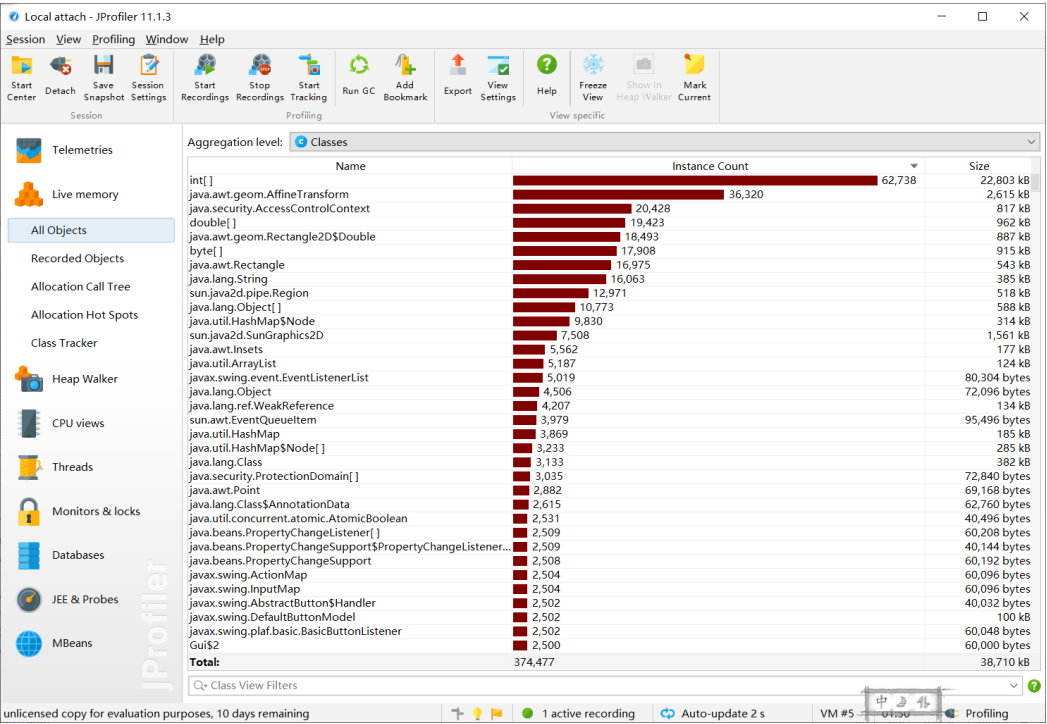 Local attach - JProfiler 11.1.3
Session View Profiling Window Help
Start Center
Detach
Save Snapshot
Session Settings
Start Recordings
Stop Recordings
Start Tracking
Run GC
Add Bookmark
Export
View Settings
Help
Freeze View
Show In Heap Walker
Mark Current
Session
Profiling
View specific
Telemetries
Live memory
All Objects
Recorded Objects
Allocation Call Tree
Allocation Hot Spots
Class Tracker
Heap Walker
CPU views
Threads
Monitors & locks
Databases
JEE & Probes
MBeans
JProfiler
Aggregation level: Classes
Name Instance Count Size
int[ ] 62,738 22,803 kB
java.awt.geom.AffineTransform 36,320 2,615 kB
java.security.AccessControlContext 20,428 817 kB
double[ ] 19,423 962 kB
java.awt.geom.Rectangle2D$Double 18,493 887 kB
byte[ ] 17,908 915 kB
java.awt.Rectangle 16,975 543 kB
java.lang.String 16,063 385 kB
sun.java2d.pipe.Region 12,971 518 kB
java.lang.Object[ ] 10,773 588 kB
java.util.HashMap$Node 9,830 314 kB
sun.java2d.SunGraphics2D 7,508 1,561 kB
java.awt.Insets 5,562 177 kB
java.util.ArrayList 5,187 124 kB
javax.swing.event.EventListenerList 5,019 80,304 bytes
java.lang.Object 4,506 72,096 bytes
java.lang.ref.WeakReference 4,207 134 kB
sun.awt.EventQueueItem 3,979 95,496 bytes
java.util.HashMap 3,869 185 kB
java.util.HashMap$Node[ ] 3,233 285 kB
java.lang.Class 3,133 382 kB
java.security.ProtectionDomain[ ] 3,035 72,840 bytes
java.awt.Point 2,882 69,168 bytes
java.lang.Class$AnnotationData 2,615 62,760 bytes
java.util.concurrent.atomic.AtomicBoolean 2,531 40,496 bytes
java.beans.PropertyChangeListener[ ] 2,509 60,208 bytes
java.beans.PropertyChangeSupport$PropertyChangeListener... 2,509 40,144 bytes
java.beans.PropertyChangeSupport 2,508 60,192 bytes
javax.swing.ActionMap 2,504 60,096 bytes
javax.swing.InputMap 2,504 60,096 bytes
javax.swing.AbstractButton$Handler 2,502 40,032 bytes
javax.swing.DefaultButtonModel 2,502 100 kB
javax.swing.plaf.basic.BasicButtonListener 2,502 60,048 bytes
Gui$2 2,500 60,000 bytes
Total: 374,477 38,710 kB
Class View Filters
unlicensed copy for evaluation purposes, 10 days remaining
1 active recording
Auto-update 2 s
VM #5
中
Profiling